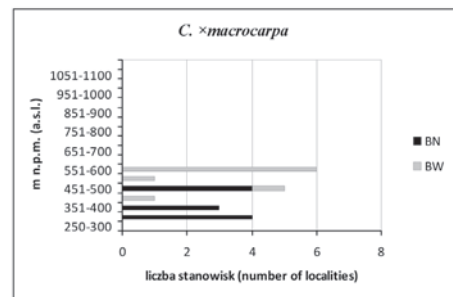 C. ×macrocarpa
m n.p.m. (a.s.l.)
1051-1100
951-1000
851-900
751-800
651-700
551-600
451-500
351-400
250-300
0 2 4 6 8
liczba stanowisk (number of localities)
BN
BW